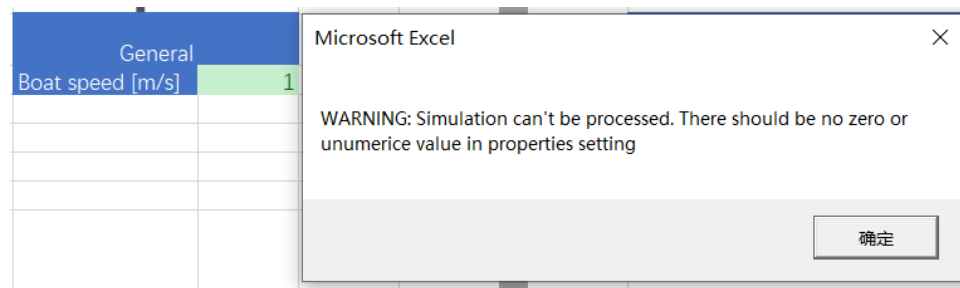 General
Boat speed [m/s] 1
Microsoft Excel
WARNING: Simulation can't be processed. There should be no zero or
unumerice value in properties setting
确定